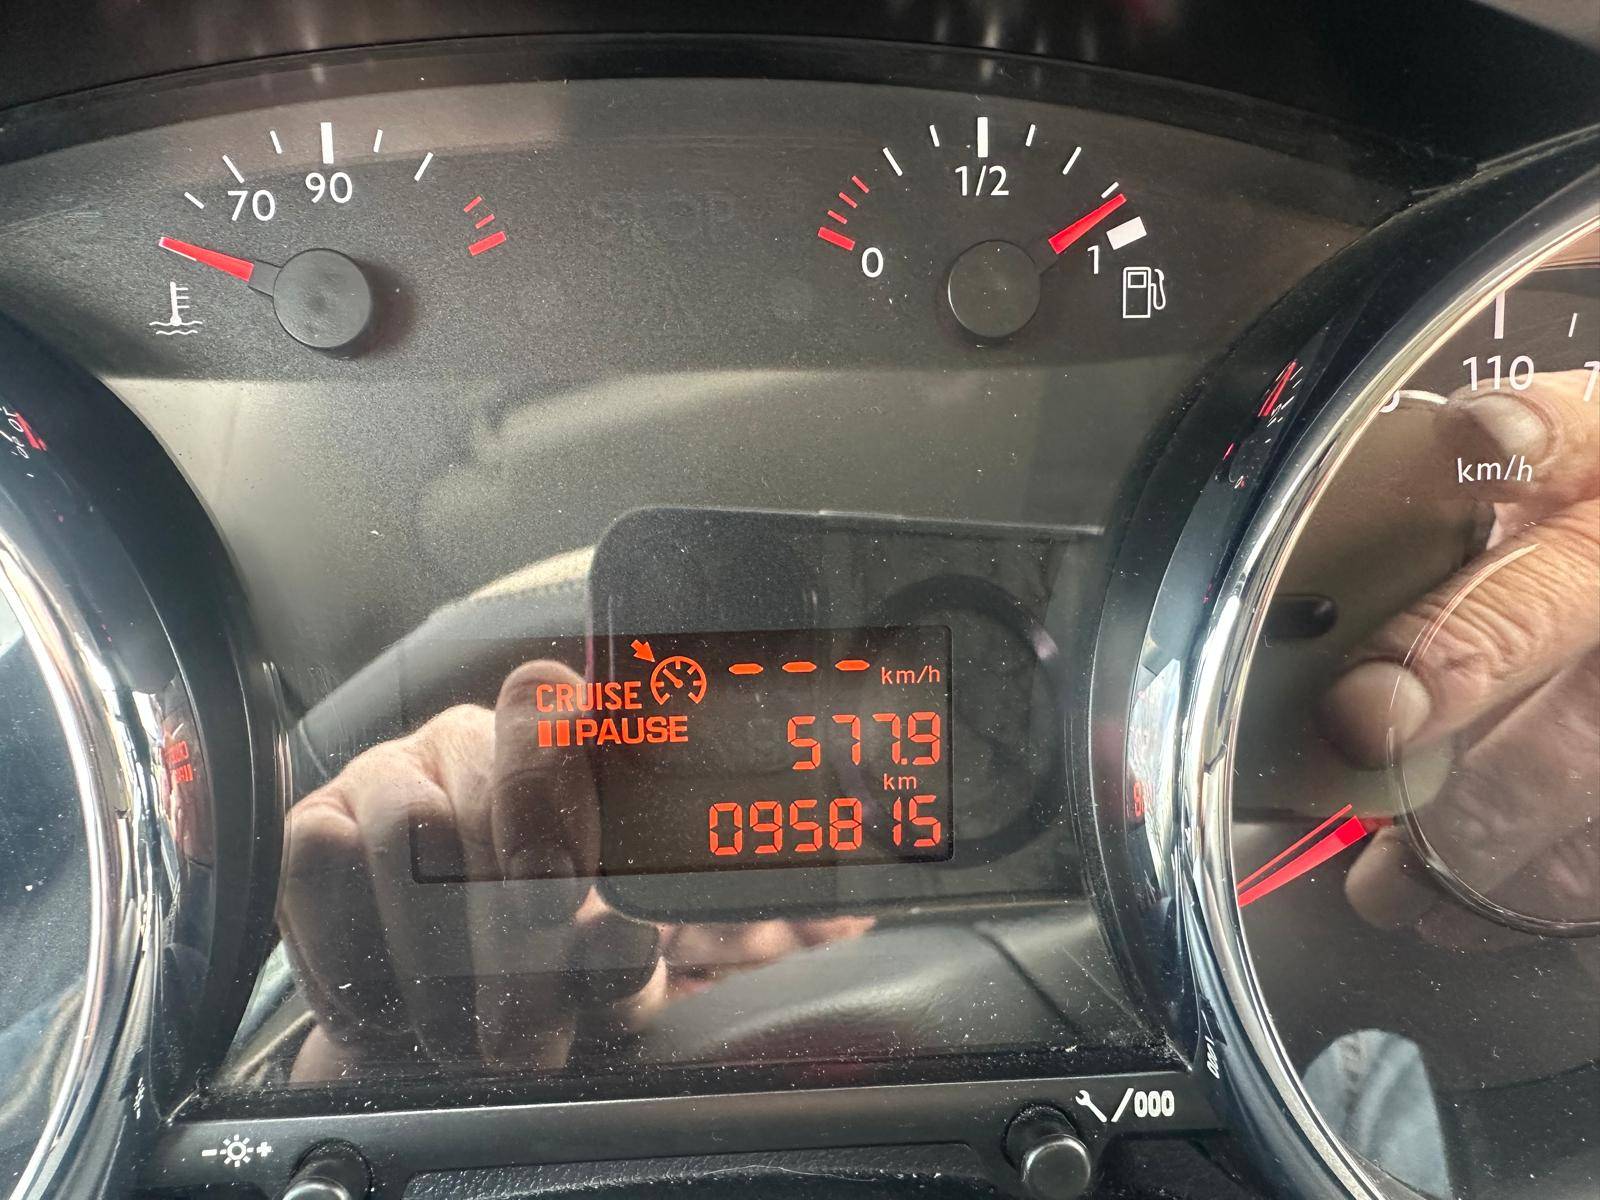 70 90
0 1/2 1
110
km/h
CRUISE --- km/h
PAUSE
577.9
km
095815
/000